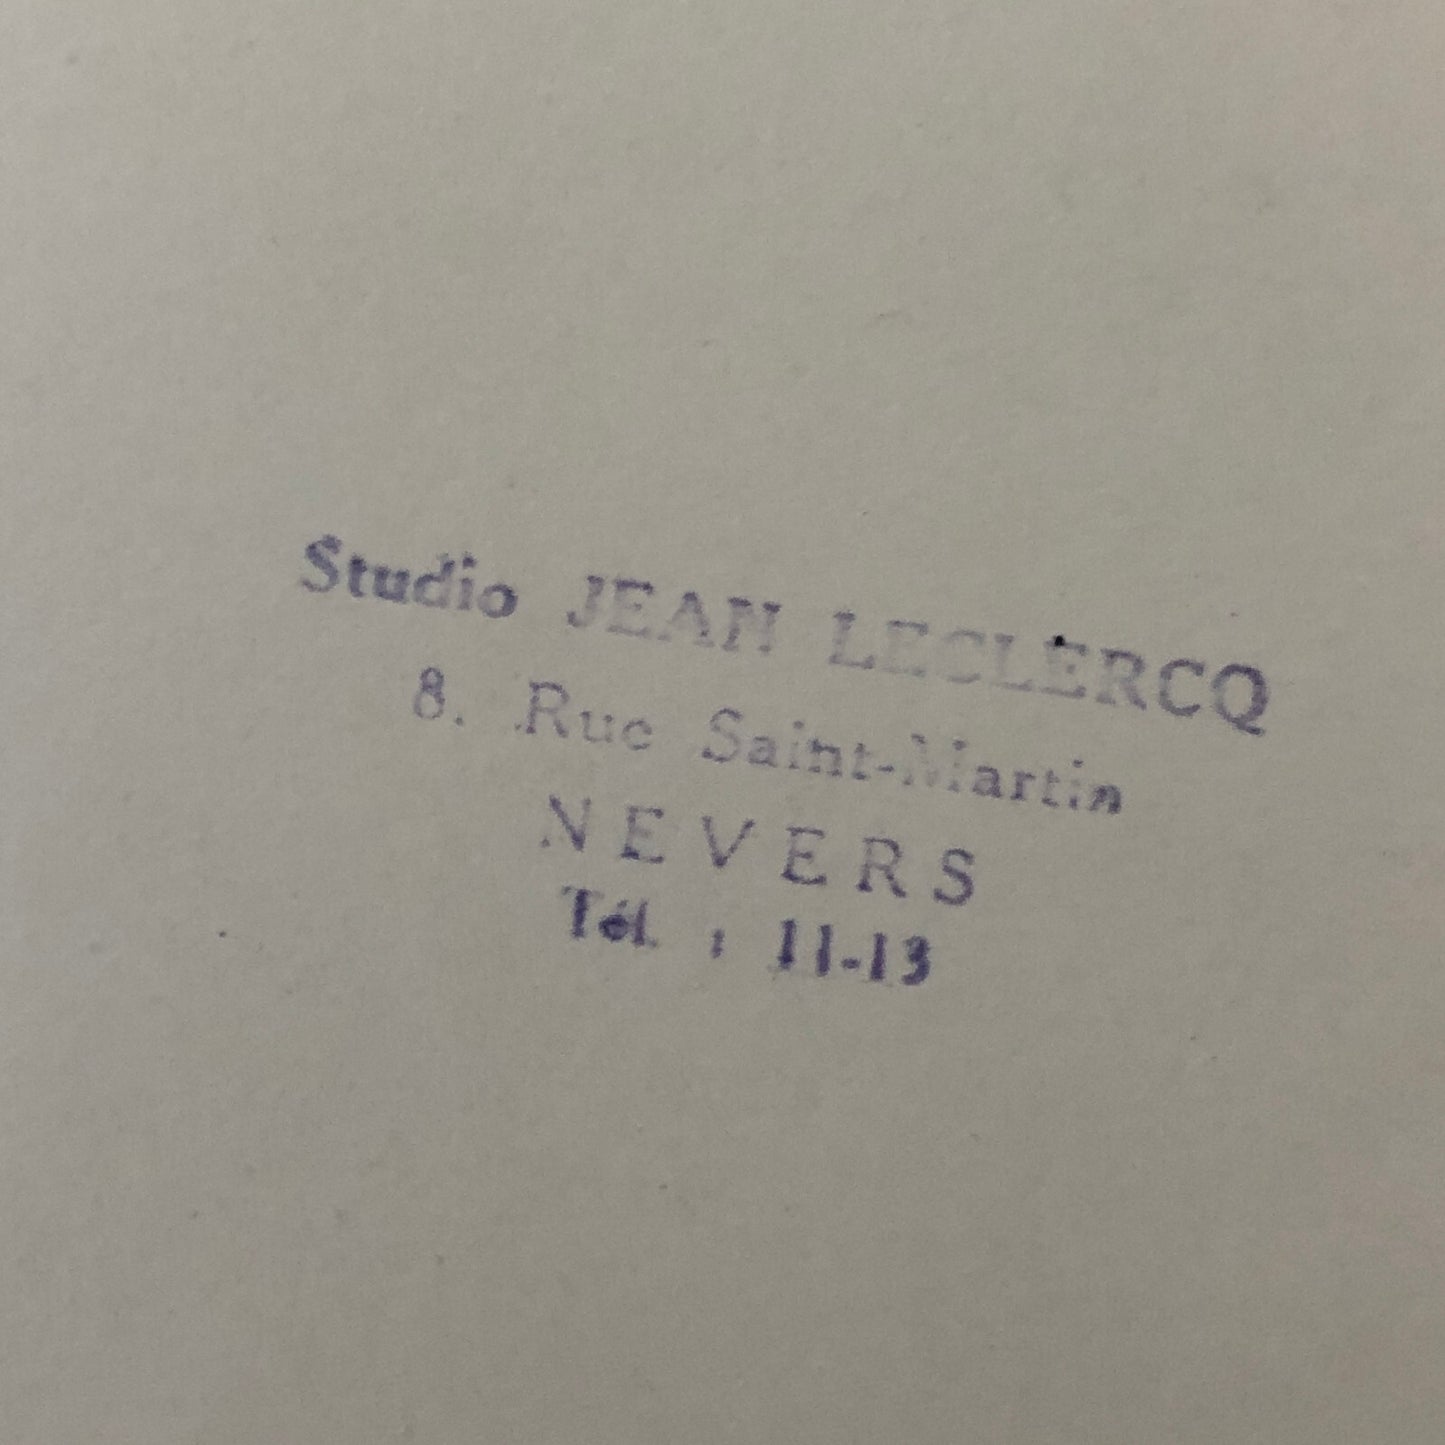 Studio JEAN LECLERCQ
8. Rue Saint-Martin
NEVERS
Tél. : 11-13